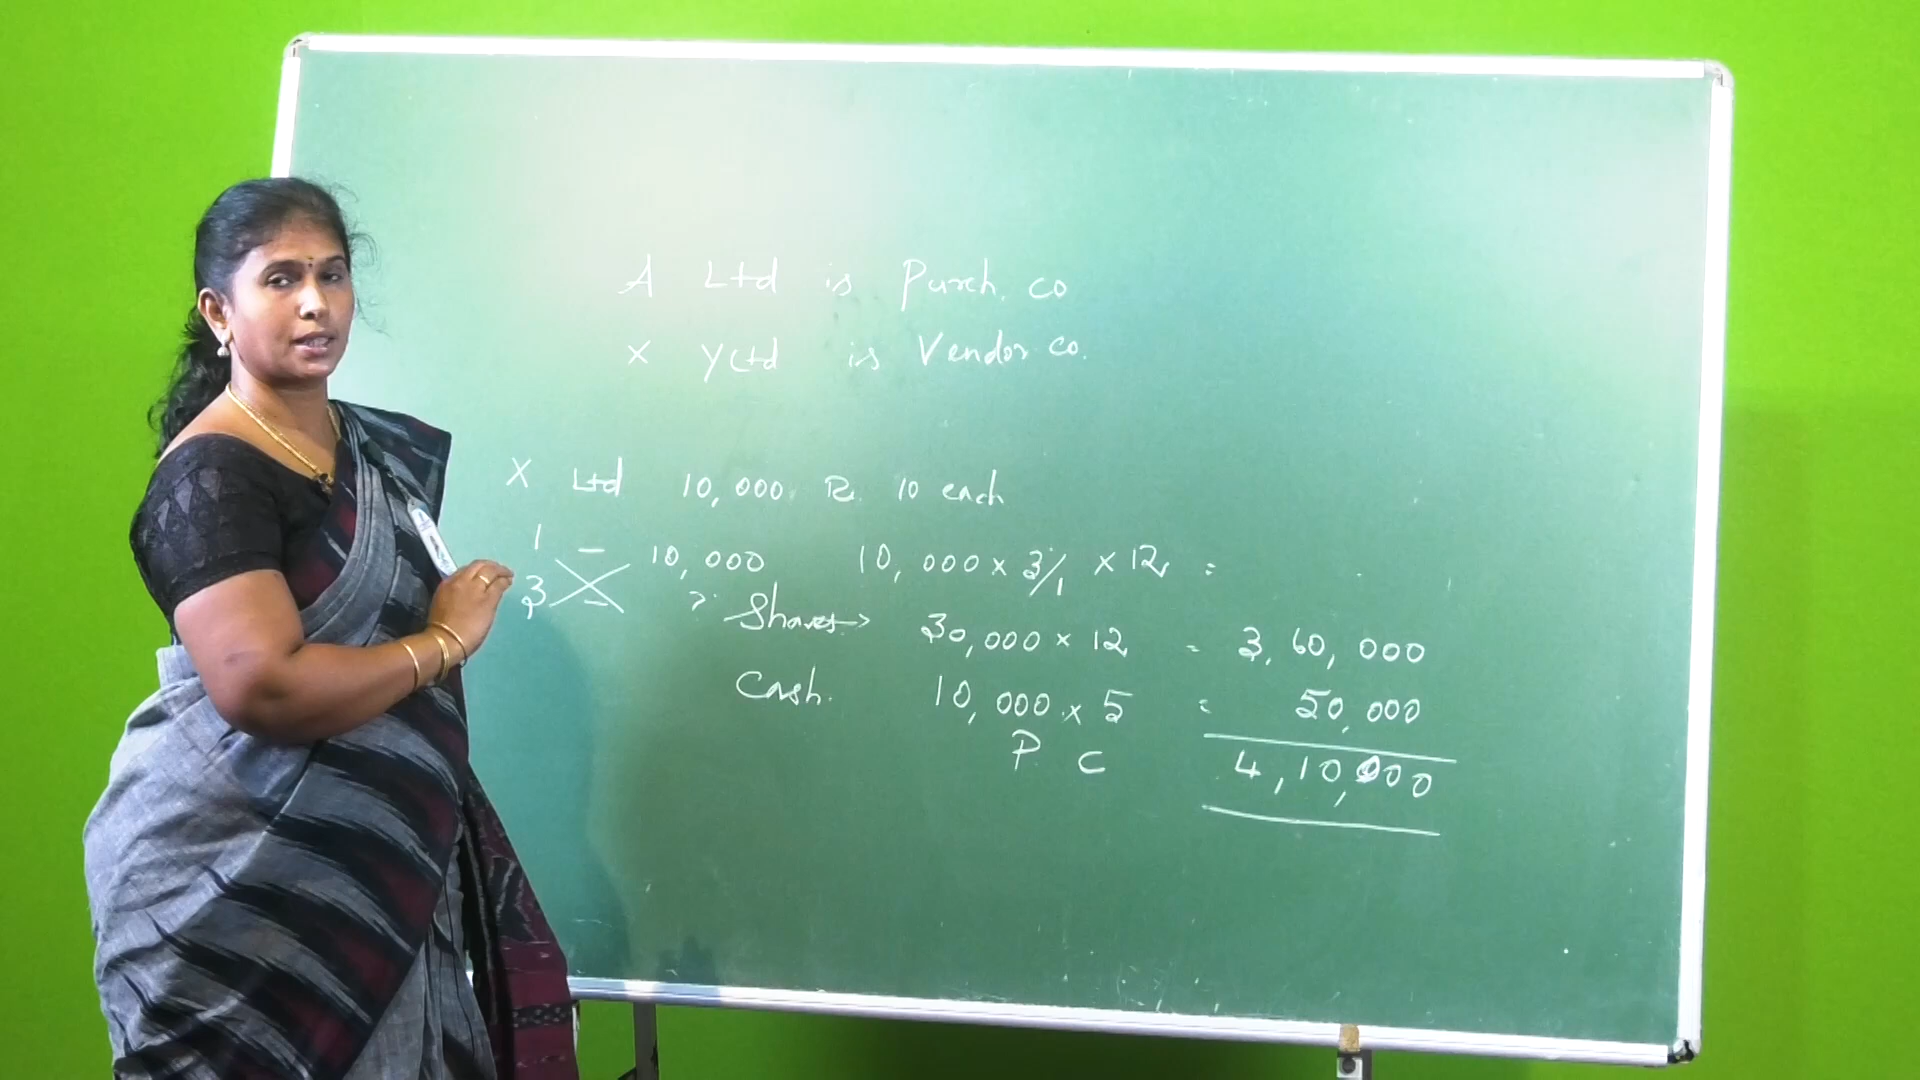 A Ltd is Purch. co
X Y Ltd is Vendor co.
X Ltd 10,000 Rs. 10 each
1 - 10,000 10,000 x 3/1 x 12 =
3 - ? Shares → 30,000 x 12 = 3,60,000
Cash. 10,000 x 5 = 50,000
P C 4,10,000